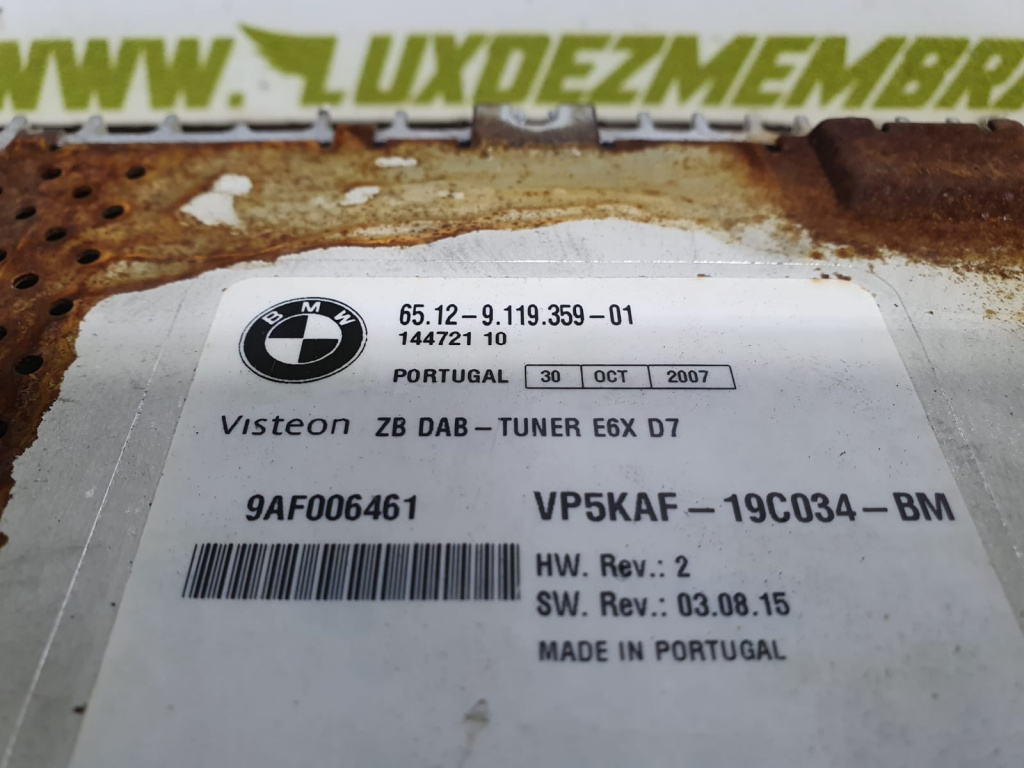 WWW.LUXDEZMEMBRA
BMW
65.12-9.119.359-01
144721 10
PORTUGAL 30 OCT 2007
Visteon ZB DAB-TUNER E6X D7
9AF006461 VP5KAF-19C034-BM
HW. Rev.: 2
SW. Rev.: 03.08.15
MADE IN PORTUGAL